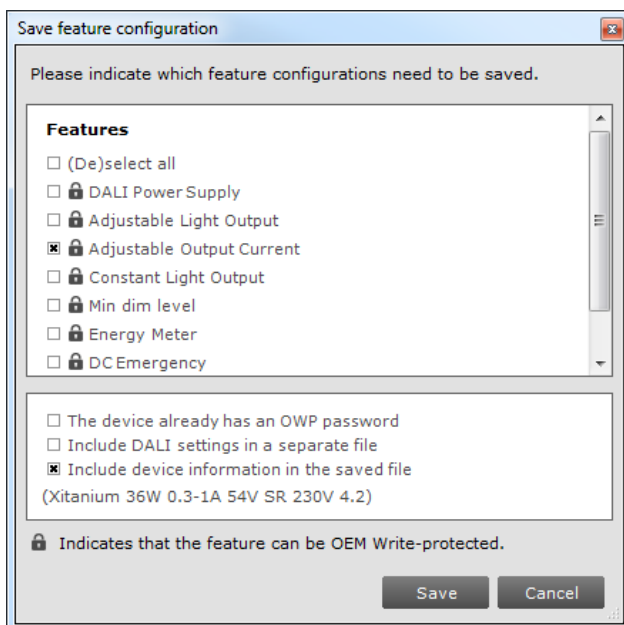 Save feature configuration
Please indicate which feature configurations need to be saved.
Features
(De)select all
DALI Power Supply
Adjustable Light Output
Adjustable Output Current
Constant Light Output
Min dim level
Energy Meter
DC Emergency
The device already has an OWP password
Include DALI settings in a separate file
Include device information in the saved file
(Xitanium 36W 0.3-1A 54V SR 230V 4.2)
Indicates that the feature can be OEM Write-protected.
Save Cancel